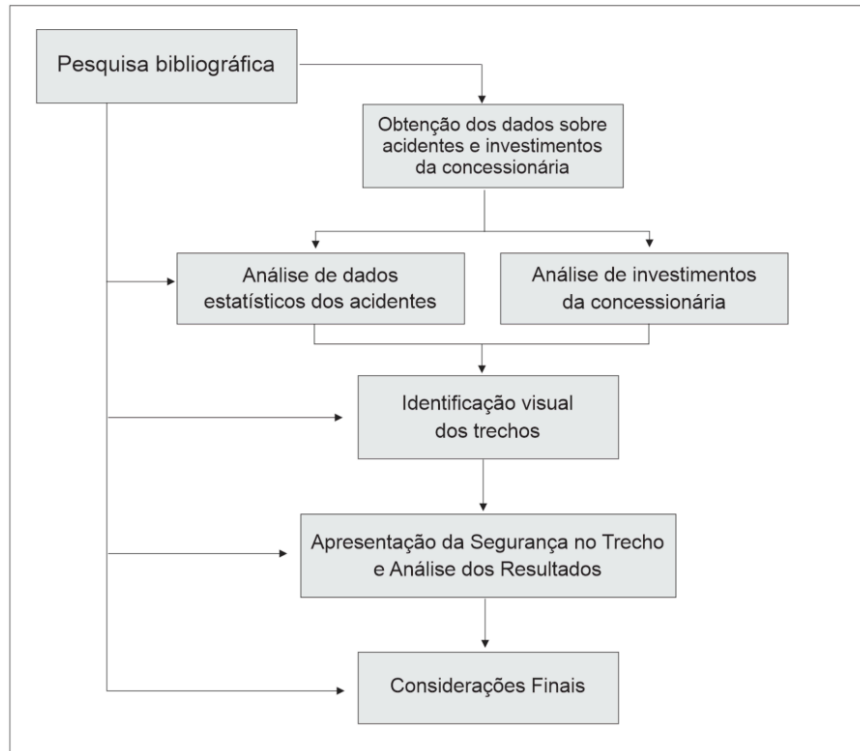 Pesquisa bibliográfica
Obtenção dos dados sobre
acidentes e investimentos
da concessionária
Análise de dados
estatísticos dos acidentes
Análise de investimentos
da concessionária
Identificação visual
dos trechos
Apresentação da Segurança no Trecho
e Análise dos Resultados
Considerações Finais